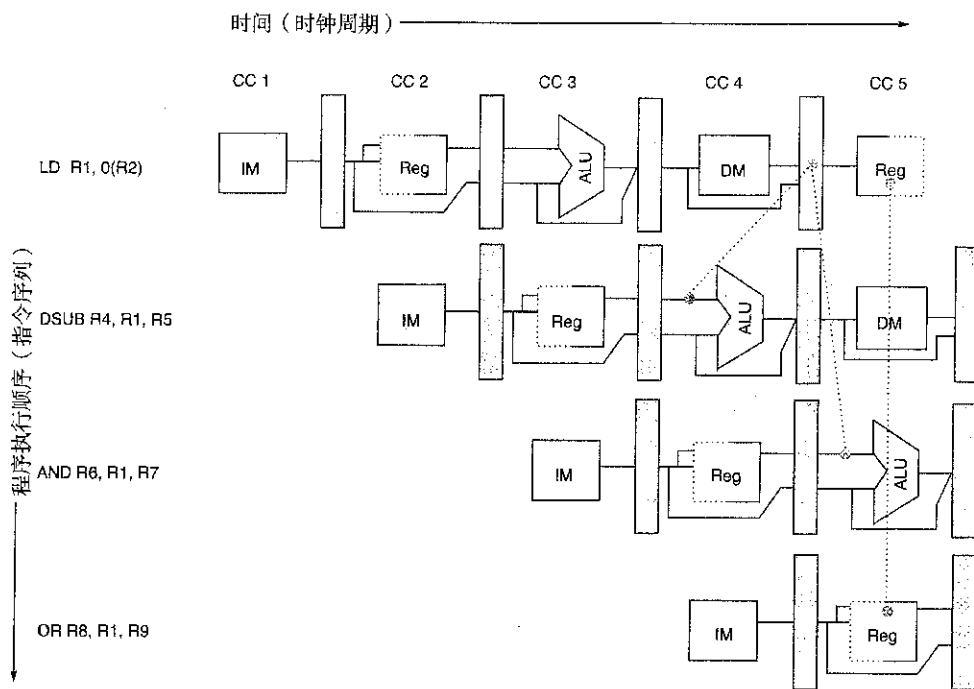 时间（时钟周期）
CC 1 CC 2 CC 3 CC 4 CC 5
LD R1, 0(R2) IM Reg ALU DM Reg
DSUB R4, R1, R5 IM Reg ALU DM
AND R6, R1, R7 IM Reg ALU
OR R8, R1, R9 IM Reg
程序执行顺序（指令序列）